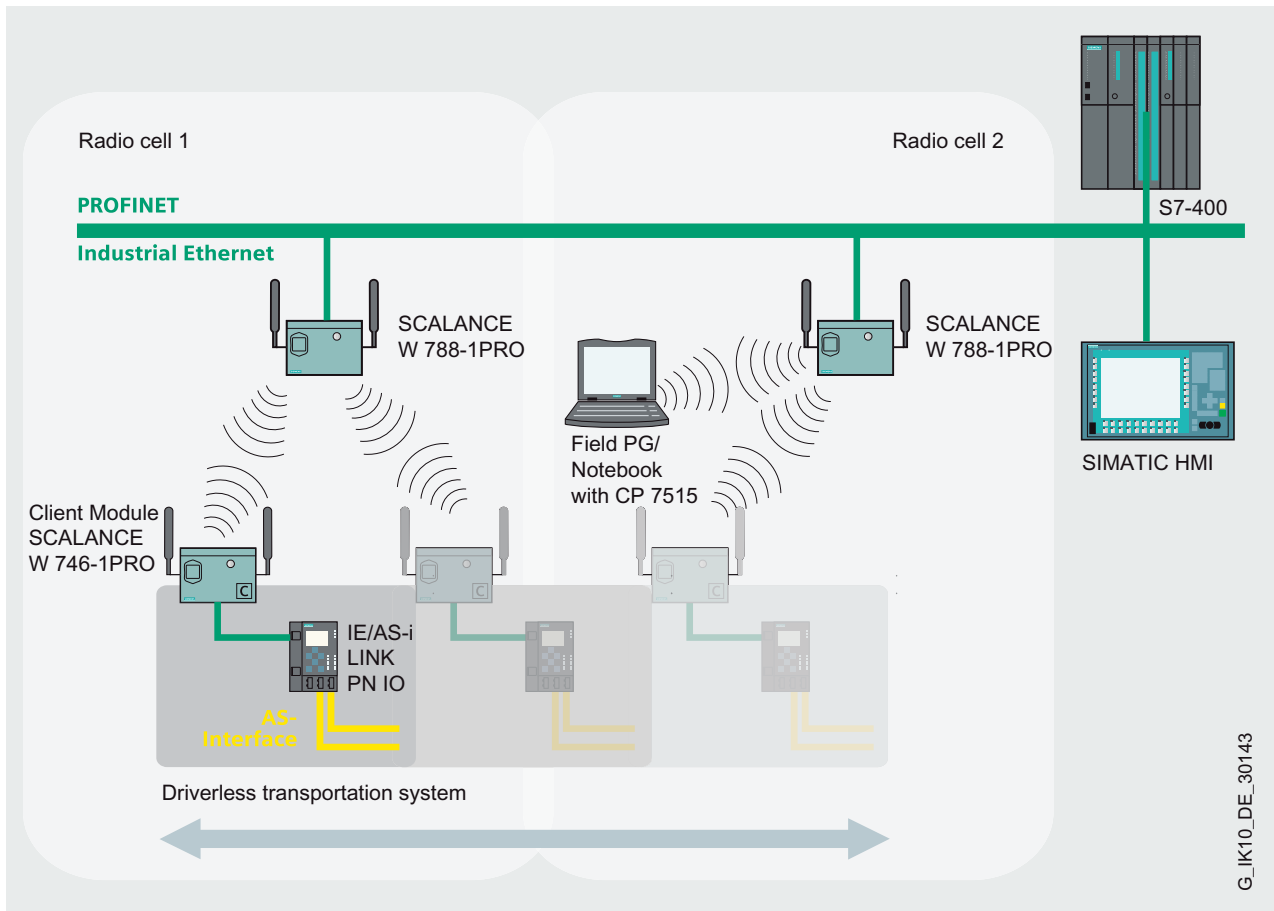 Radio cell 1
Radio cell 2
S7-400
PROFINET
Industrial Ethernet
SCALANCE
W 788-1PRO
SCALANCE
W 788-1PRO
Field PG/
Notebook
with CP 7515
SIMATIC HMI
Client Module
SCALANCE
W 746-1PRO
C
C
C
IE/AS-i
LINK
PN IO
AS-
Interface
Driverless transportation system
G_IK10_DE_30143